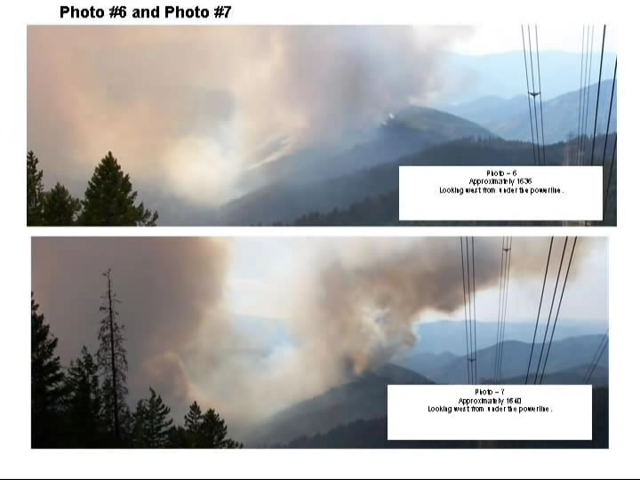 Photo #6 and Photo #7
Photo – 6
Approximately 1636
Looking west from under the powerline.
Photo – 7
Approximately 1640
Looking west from under the powerline.